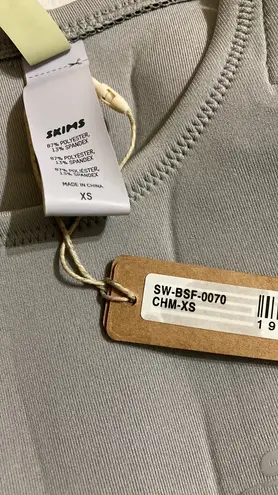 SKIMS
87% POLYESTER,
13% SPANDEX
87% POLYESTER,
13% SPANDEX
87% POLYESTER,
13% SPANDEX
MADE IN CHINA
XS
SW-BSF-0070
CHM-XS
19